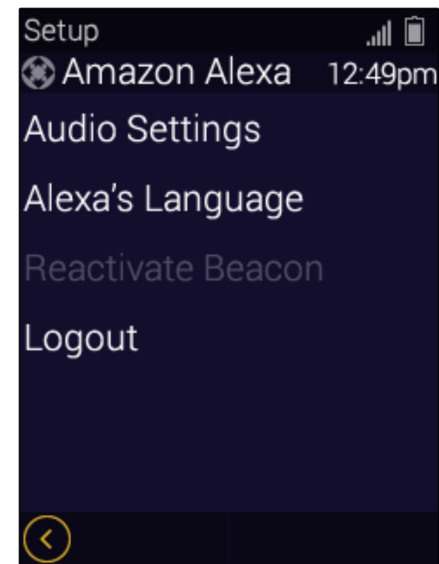 Setup
Amazon Alexa 12:49pm
Audio Settings
Alexa's Language
Reactivate Beacon
Logout